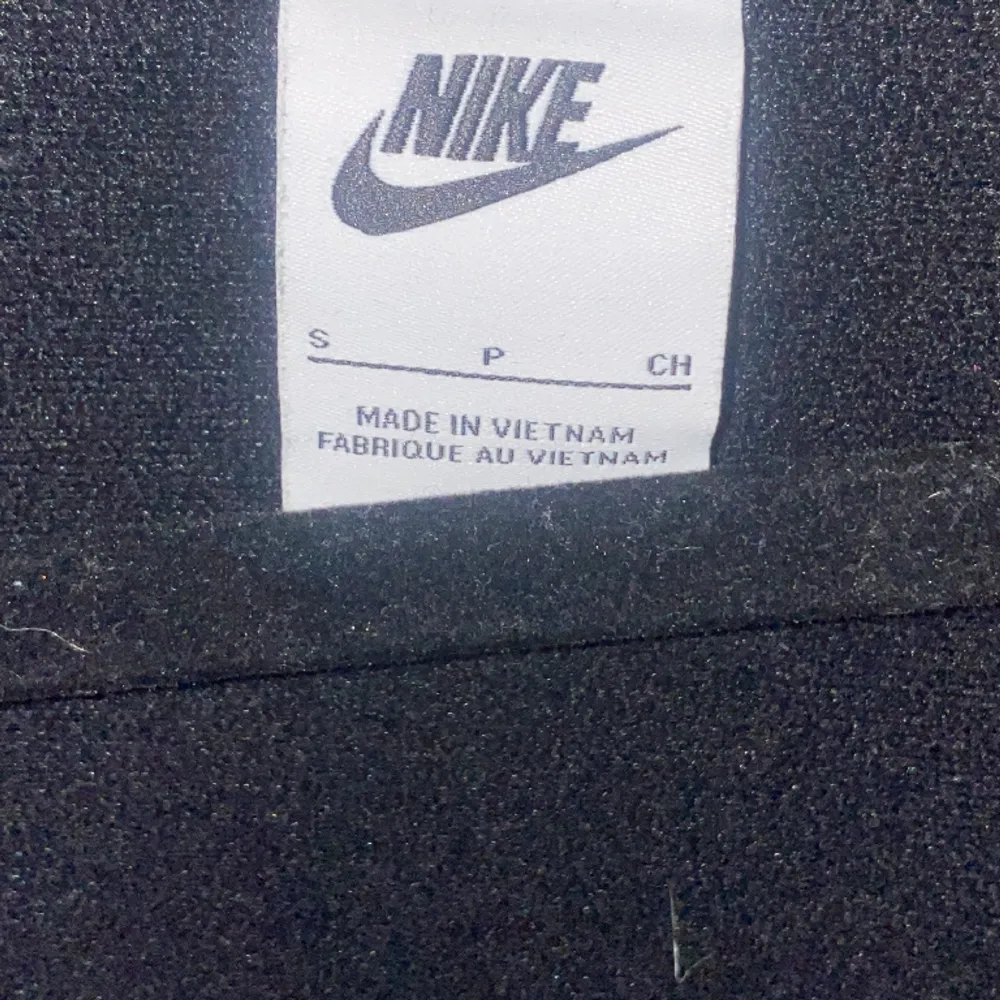 NIKE
S P CH
MADE IN VIETNAM
FABRIQUE AU VIETNAM